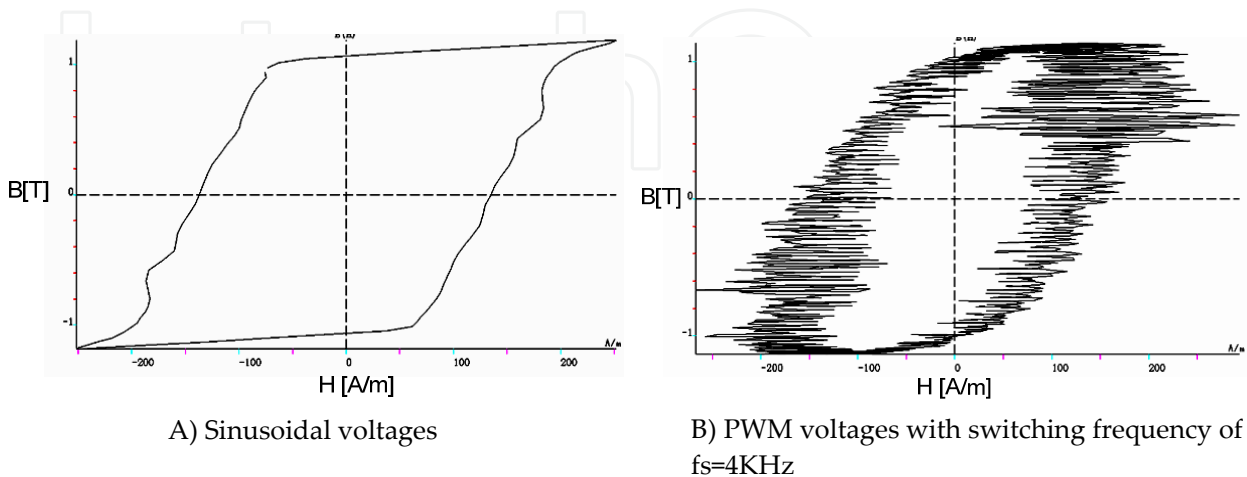 B(T)
1
B[T]
0
-1
-200
-100
0
100
200
A/m
H [A/m]
A) Sinusoidal voltages
1
B[T]
0
-1
-200
-100
0
100
200
A/m
H [A/m]
B) PWM voltages with switching frequency of
fs=4KHz